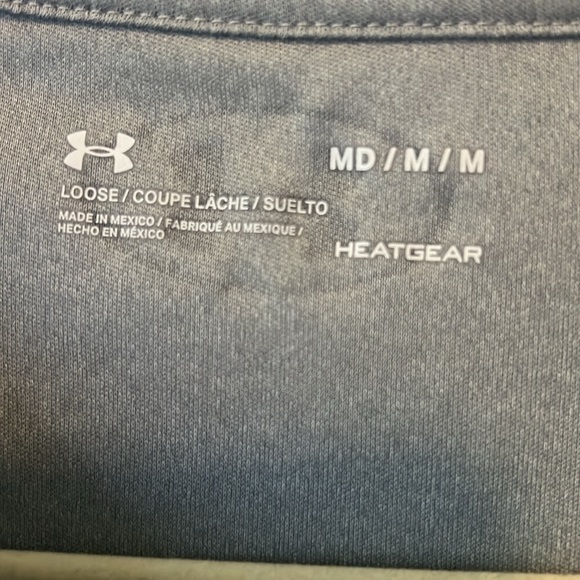 MD / M / M
LOOSE / COUPE LÂCHE / SUELTO
MADE IN MEXICO / FABRIQUÉ AU MEXIQUE /
HECHO EN MÉXICO
HEATGEAR